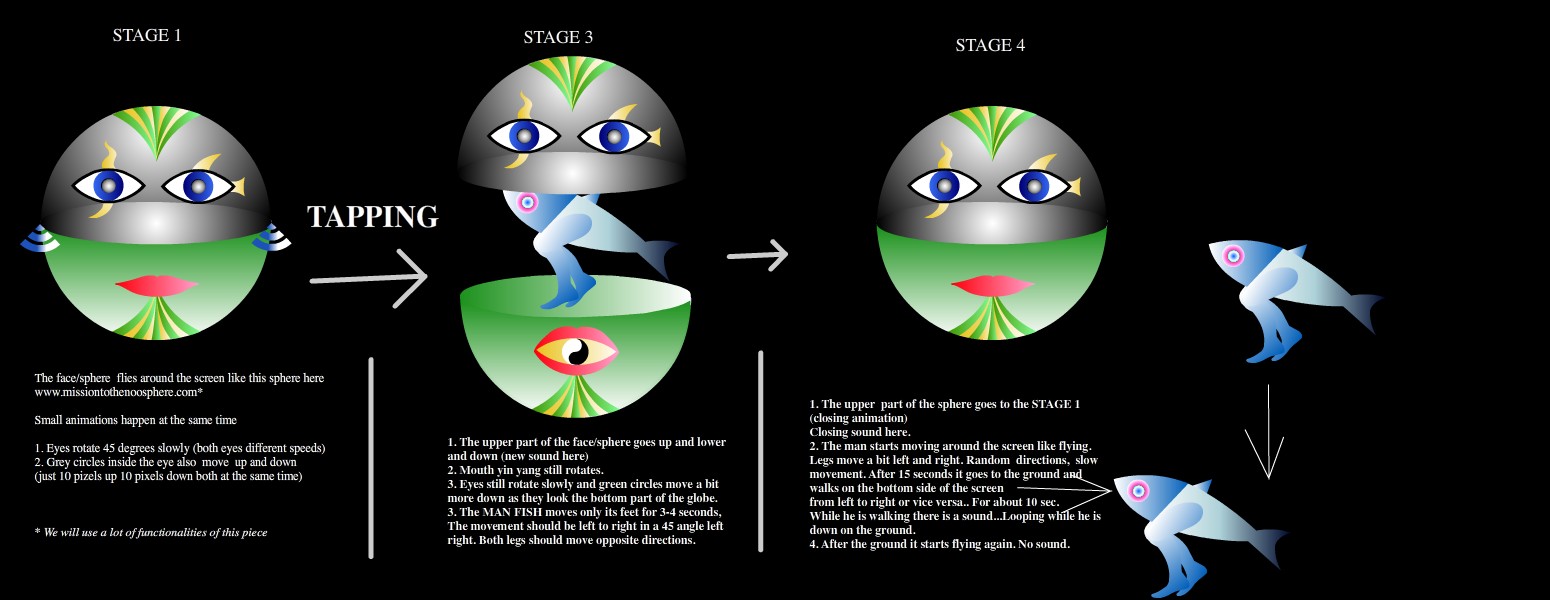 STAGE 1
STAGE 3
STAGE 4
TAPPING
The face/sphere flies around the screen like this sphere here
www.missiontothenoosphere.com*
Small animations happen at the same time
1. Eyes rotate 45 degrees slowly (both eyes different speeds)
2. Grey circles inside the eye also move up and down
(just 10 pizels up 10 pixels down both at the same time)
* We will use a lot of functionalities of this piece
1. The upper part of the face/sphere goes up and lower
and down (new sound here)
2. Mouth yin yang still rotates.
3. Eyes still rotate slowly and green circles move a bit
more down as they look the bottom part of the globe.
3. The MAN FISH moves only its feet for 3-4 seconds,
The movement should be left to right in a 45 angle left
right. Both legs should move opposite directions.
1. The upper part of the sphere goes to the STAGE 1
(closing animation)
Closing sound here.
2. The man starts moving around the screen like flying.
Legs move a bit left and right. Random directions, slow
movement. After 15 seconds it goes to the ground and
walks on the bottom side of the screen
from left to right or vice versa.. For about 10 sec.
While he is walking there is a sound...Looping while he is
down on the ground.
4. After the ground it starts flying again. No sound.